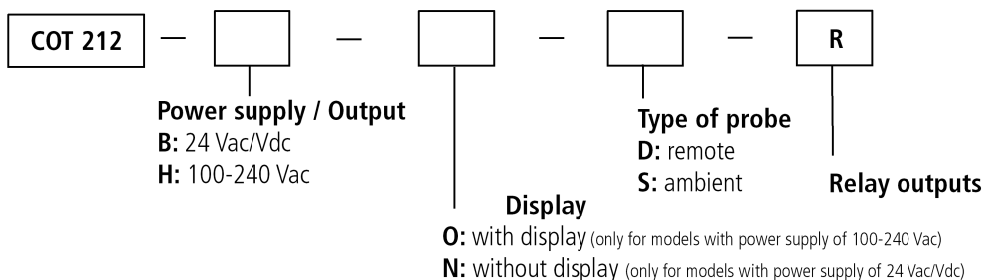 COT 212 — — — — R
Power supply / Output
B: 24 Vac/Vdc
H: 100-240 Vac
Type of probe
D: remote
S: ambient
Relay outputs
Display
O: with display (only for models with power supply of 100-240 Vac)
N: without display (only for models with power supply of 24 Vac/Vdc)